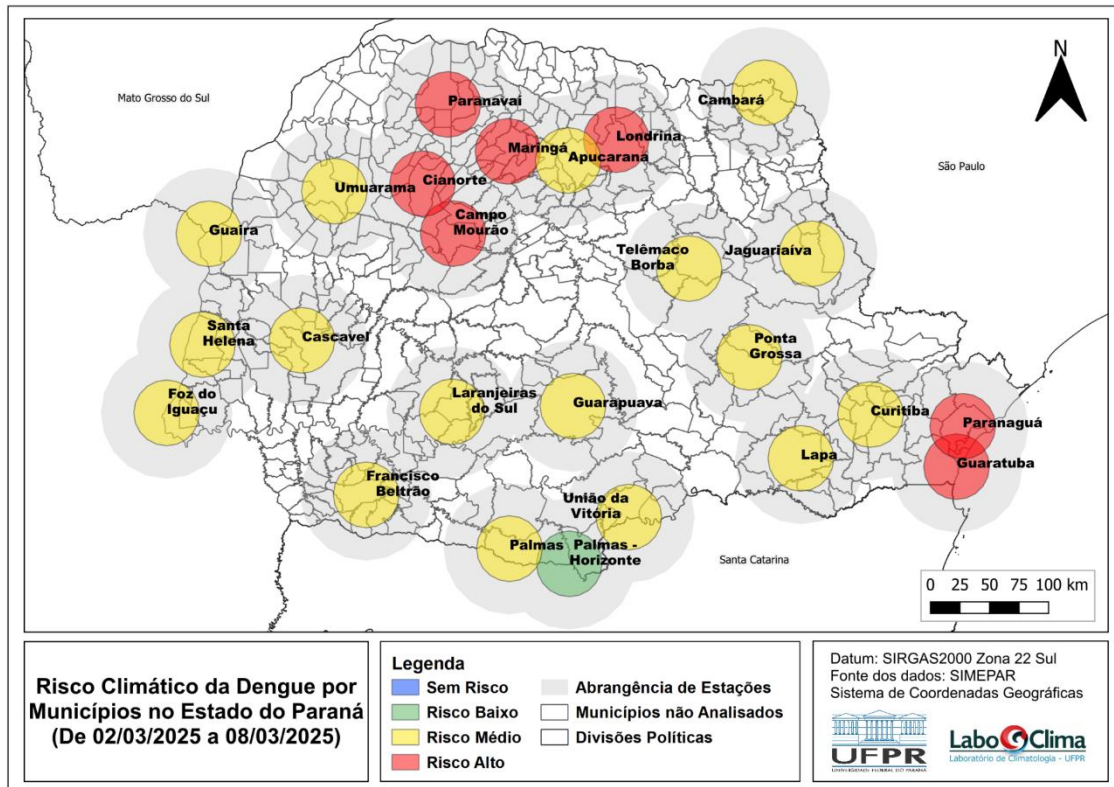 Mato Grosso do Sul
São Paulo
Santa Catarina
N
Paranavaí
Cambará
Londrina
Maringá
Apucarana
Cianorte
Umuarama
Campo
Mourão
Guaira
Telêmaco
Borba
Jaguariaíva
Santa
Helena
Cascavel
Ponta
Grossa
Foz do
Iguaçu
Laranjeiras
do Sul
Guarapuava
Curitiba
Paranaguá
Lapa
Guaratuba
Francisco
Beltrão
União da
Vitória
Palmas
Palmas -
Horizonte
0 25 50 75 100 km
Risco Climático da Dengue por
Municípios no Estado do Paraná
(De 02/03/2025 a 08/03/2025)
Legenda
Sem Risco
Risco Baixo
Risco Médio
Risco Alto
Abrangência de Estações
Municípios não Analisados
Divisões Políticas
Datum: SIRGAS2000 Zona 22 Sul
Fonte dos dados: SIMEPAR
Sistema de Coordenadas Geográficas
UFPR
UNIVERSIDADE FEDERAL DO PARANÁ
LaboClima
Laboratório de Climatologia - UFPR